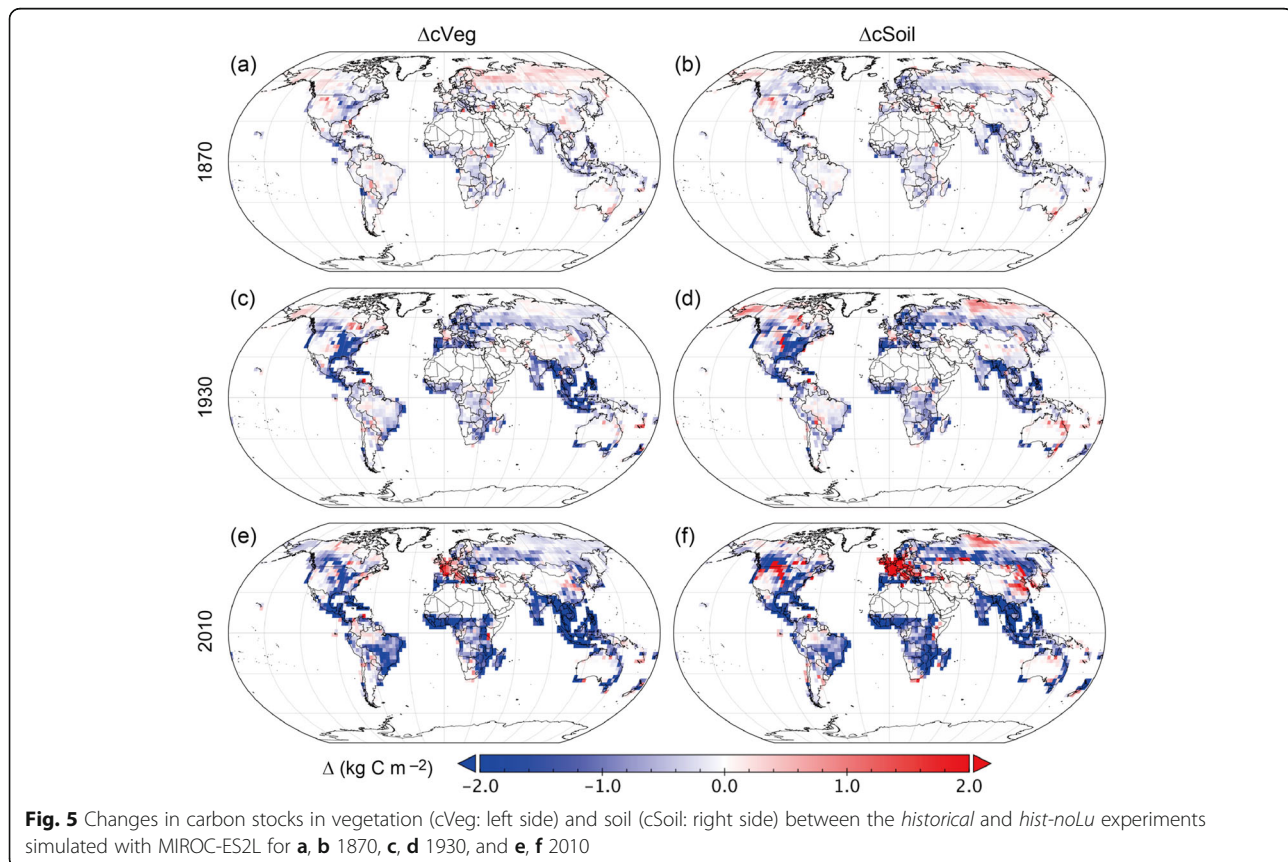 ΔcVeg
ΔcSoil
(a)
(b)
1870
(c)
(d)
1930
(e)
(f)
2010
Δ (kg C m⁻²)
-2.0
-1.0
0.0
1.0
2.0
Fig. 5 Changes in carbon stocks in vegetation (cVeg: left side) and soil (cSoil: right side) between the historical and hist-noLu experiments
simulated with MIROC-ES2L for a, b 1870, c, d 1930, and e, f 2010